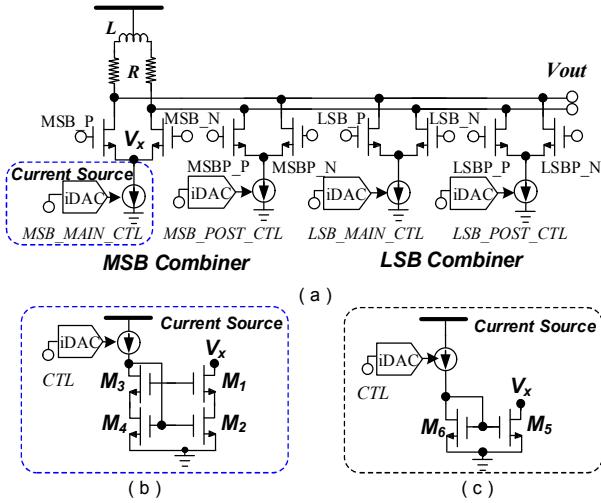 L
R
Vout
MSB_P
MSB_N
LSB_P
LSB_N
Vx
MSBP_P
MSBP_N
LSBP_P
LSBP_N
Current Source
iDAC
iDAC
iDAC
iDAC
MSB_MAIN_CTL
MSB_POST_CTL
LSB_MAIN_CTL
LSB_POST_CTL
MSB Combiner
LSB Combiner
( a )
Current Source
iDAC
CTL
Vx
M3
M1
M4
M2
( b )
Current Source
iDAC
CTL
Vx
M6
M5
( c )